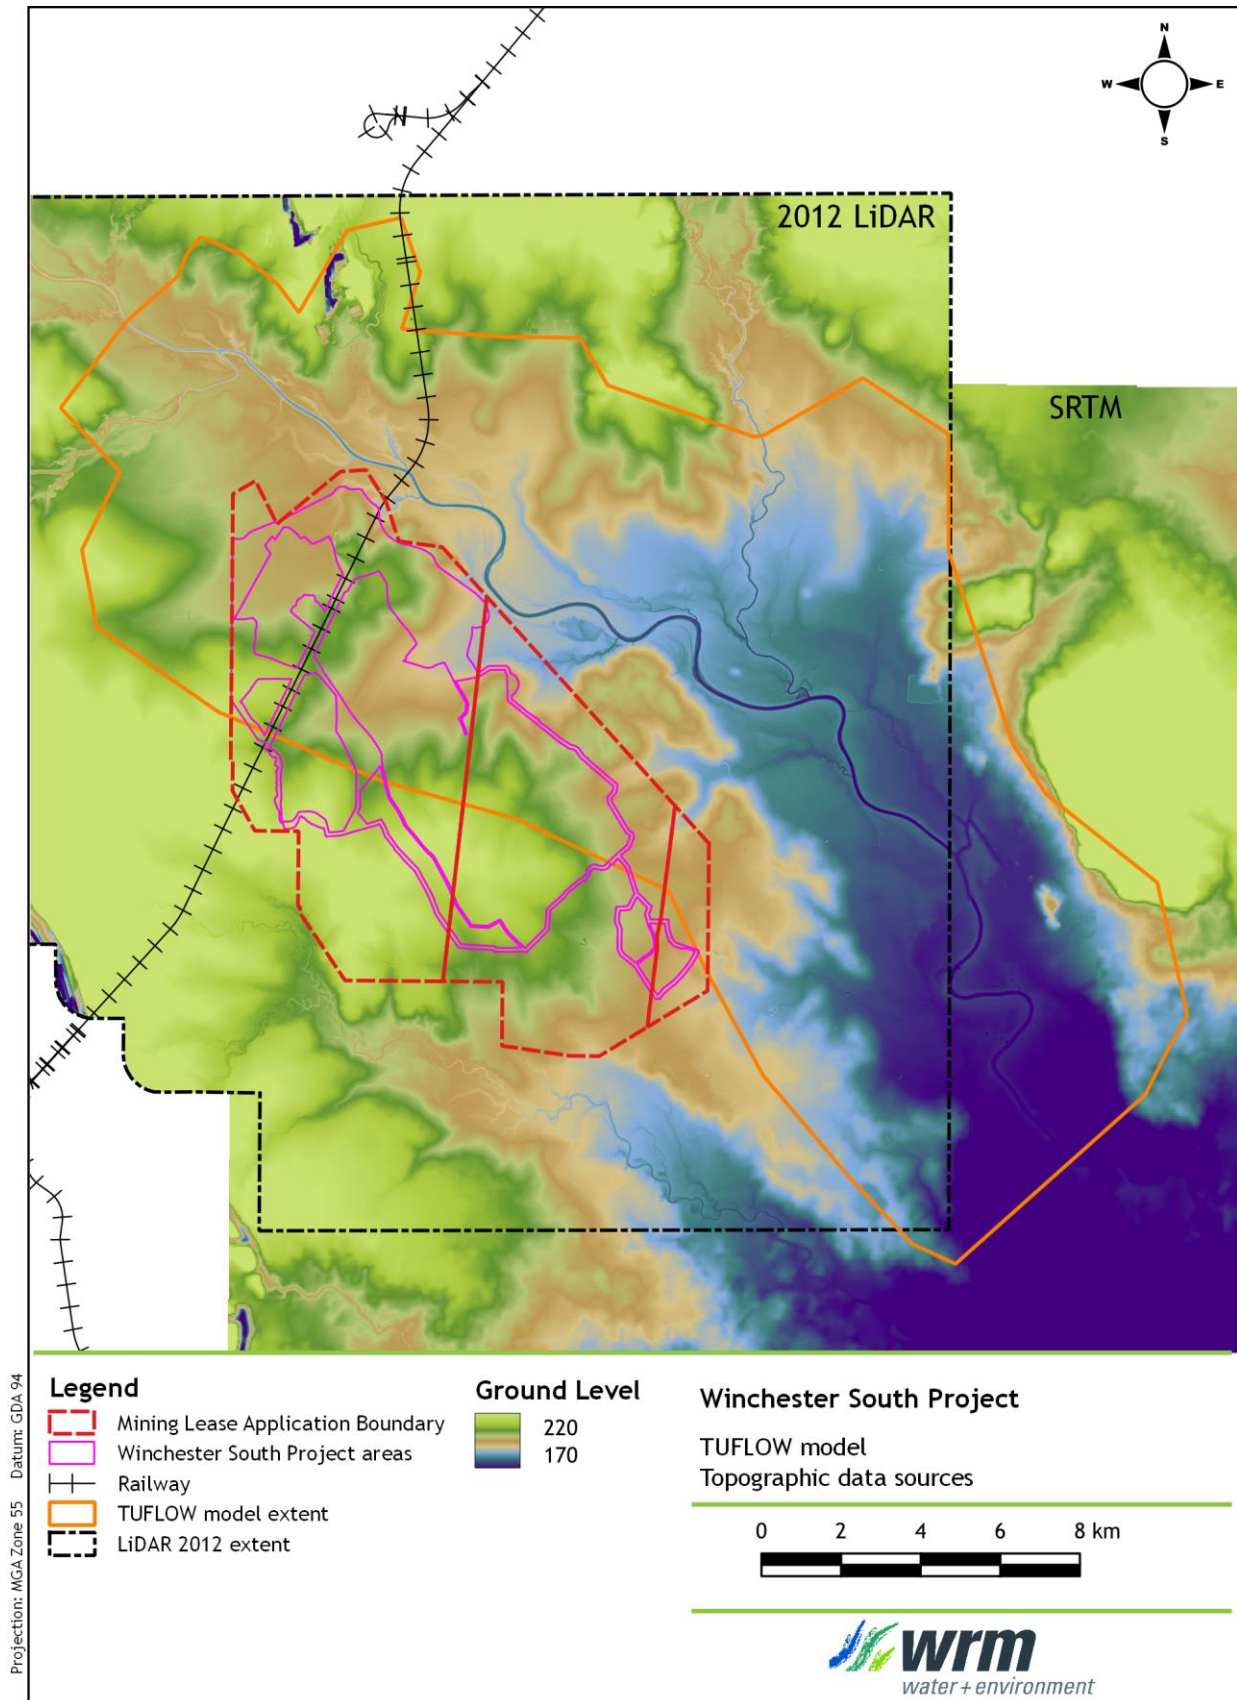 N
W
E
S
2012 LiDAR
SRTM
Legend
Mining Lease Application Boundary
Winchester South Project areas
Railway
TUFLOW model extent
LiDAR 2012 extent
Ground Level
220
170
Winchester South Project
TUFLOW model
Topographic data sources
0 2 4 6 8 km
wrm
water + environment
Projection: MGA Zone 55 Datum: GDA 94